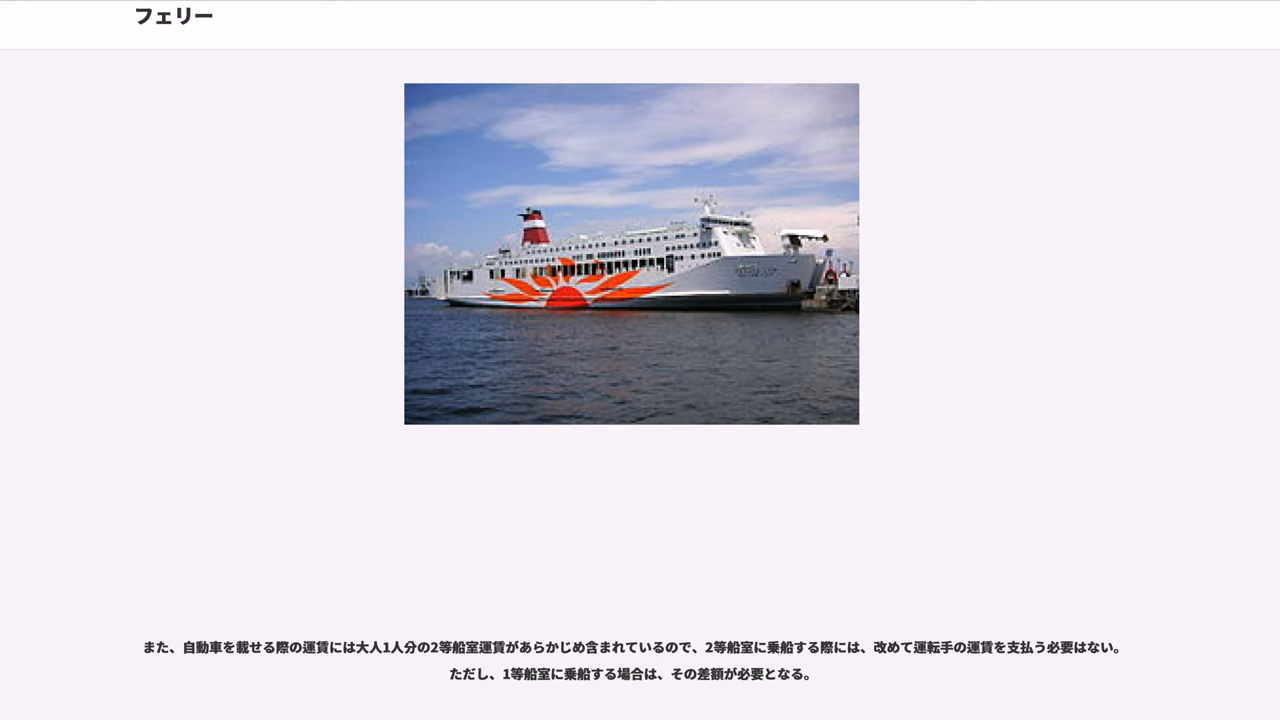 フェリー
また、自動車を載せる際の運賃には大人1人分の2等船室運賃があらかじめ含まれているので、2等船室に乗船する際には、改めて運転手の運賃を支払う必要はない。
ただし、1等船室に乗船する場合は、その差額が必要となる。